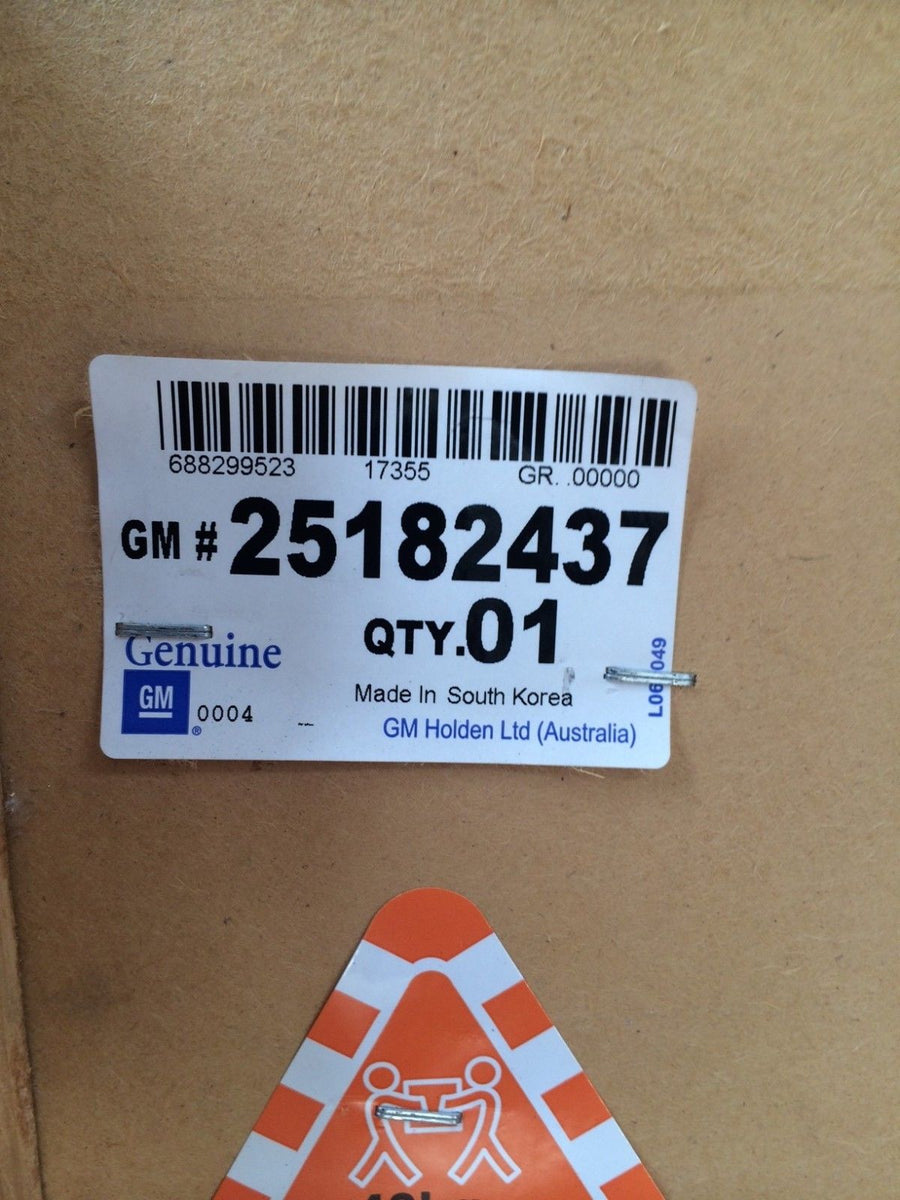 688299523 17355 GR. .00000
GM # 25182437
QTY.01
Genuine
GM
® 0004
Made In South Korea
GM Holden Ltd (Australia)